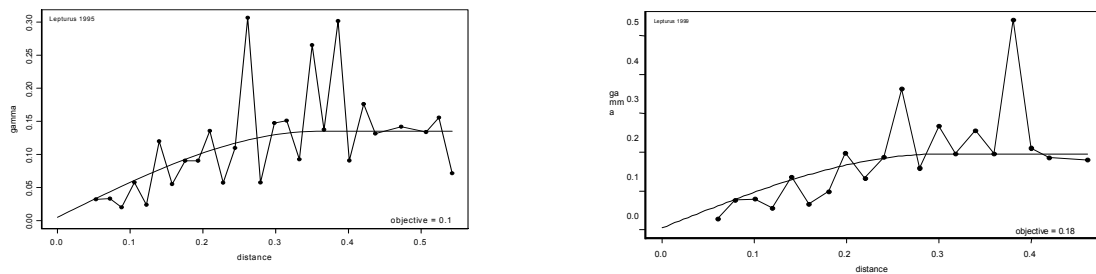 Lepturus 1995
0.30
0.25
0.20
0.15
0.10
0.05
0.00
gamma
objective = 0.1
0.0 0.1 0.2 0.3 0.4 0.5
distance
Lepturus 1999
0.5
0.4
0.3
0.2
0.1
0.0
ga
mm
a
objective = 0.18
0.0 0.1 0.2 0.3 0.4
distance